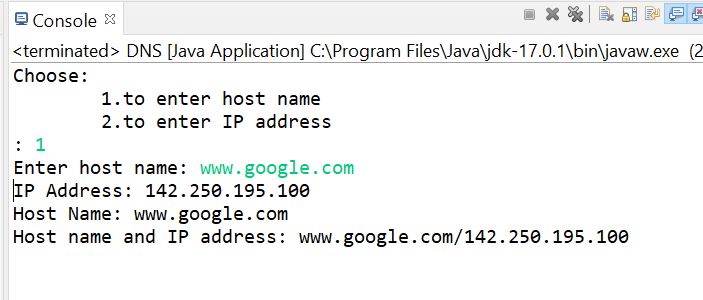 Console
<terminated> DNS [Java Application] C:\Program Files\Java\jdk-17.0.1\bin\javaw.exe (2
Choose:
1.to enter host name
2.to enter IP address
: 1
Enter host name: www.google.com
IP Address: 142.250.195.100
Host Name: www.google.com
Host name and IP address: www.google.com/142.250.195.100